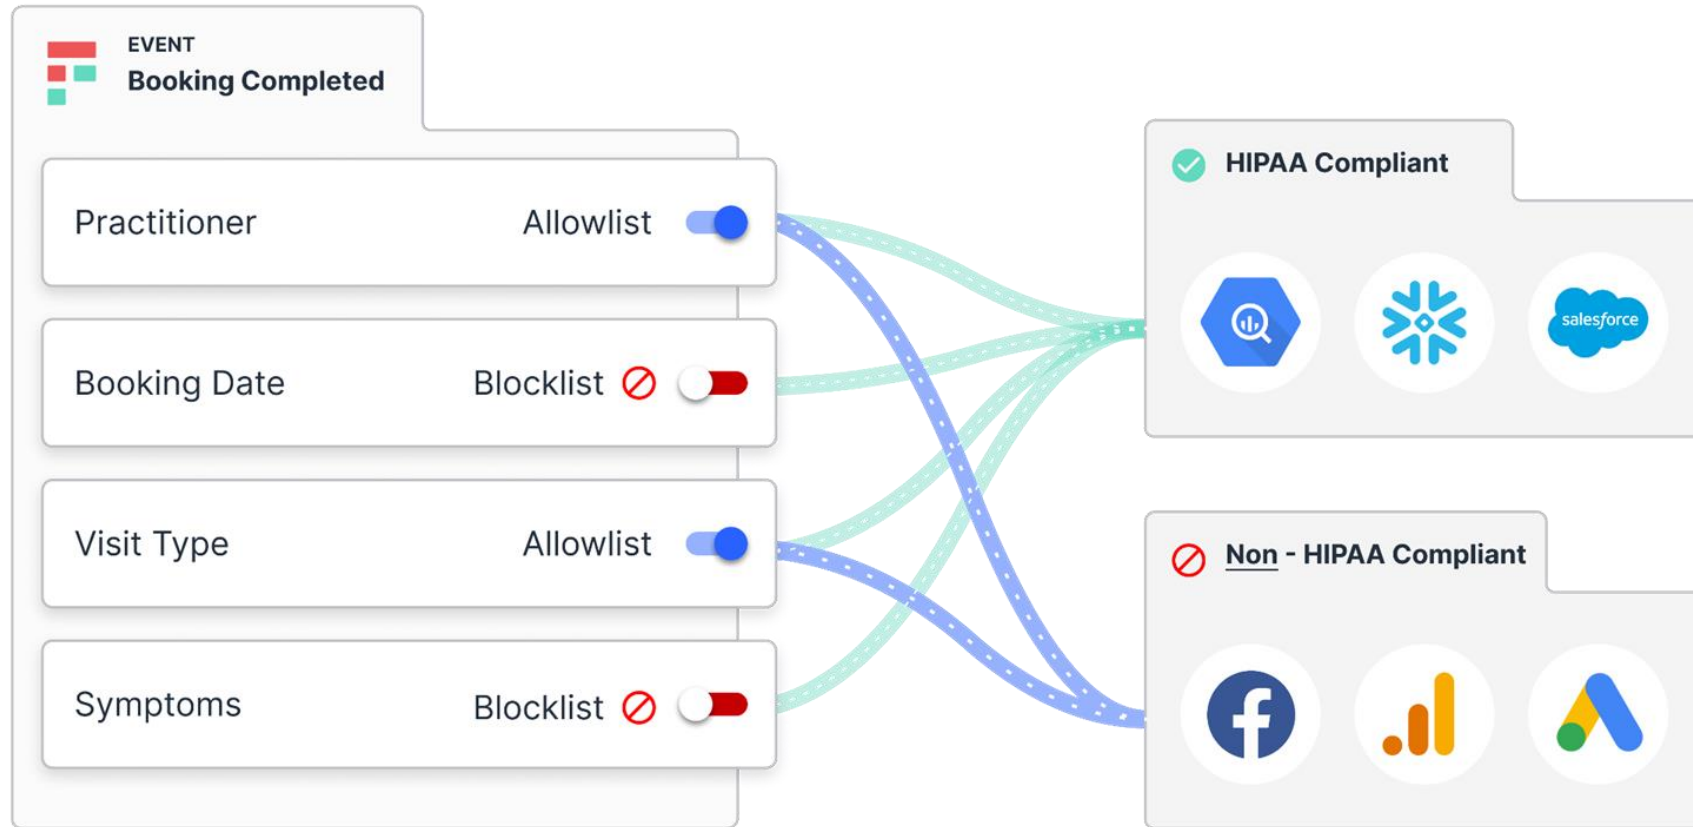 EVENT
Booking Completed
Practitioner Allowlist
Booking Date Blocklist
Visit Type Allowlist
Symptoms Blocklist
HIPAA Compliant
salesforce
Non - HIPAA Compliant